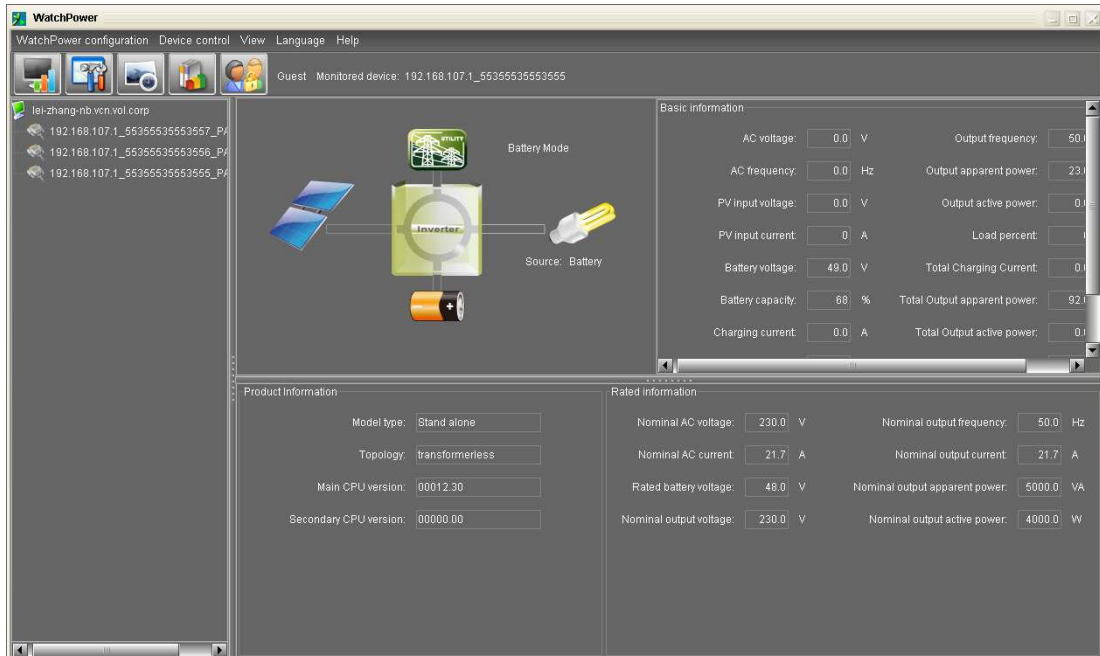 WatchPower
WatchPower configuration Device control View Language Help
Guest Monitored device: 192.168.107.1_55355535553555
lei-zhang-nb.vcn.vol.corp
192.168.107.1_55355535553557_PA
192.168.107.1_55355535553556_PA
192.168.107.1_55355535553555_PA
UTILITY
Battery Mode
Inverter
Source: Battery
Basic information
AC voltage: 0.0 V Output frequency: 50.
AC frequency: 0.0 Hz Output apparent power: 23.
PV input voltage: 0.0 V Output active power: 0.
PV input current: 0 A Load percent:
Battery voltage: 49.0 V Total Charging Current: 0.
Battery capacity: 68 % Total Output apparent power: 92.
Charging current: 0.0 A Total Output active power: 0.
Product Information
Model type: Stand alone
Topology: transformerless
Main CPU version: 00012.30
Secondary CPU version: 00000.00
Rated information
Nominal AC voltage: 230.0 V Nominal output frequency: 50.0 Hz
Nominal AC current: 21.7 A Nominal output current: 21.7 A
Rated battery voltage: 48.0 V Nominal output apparent power: 5000.0 VA
Nominal output voltage: 230.0 V Nominal output active power: 4000.0 W